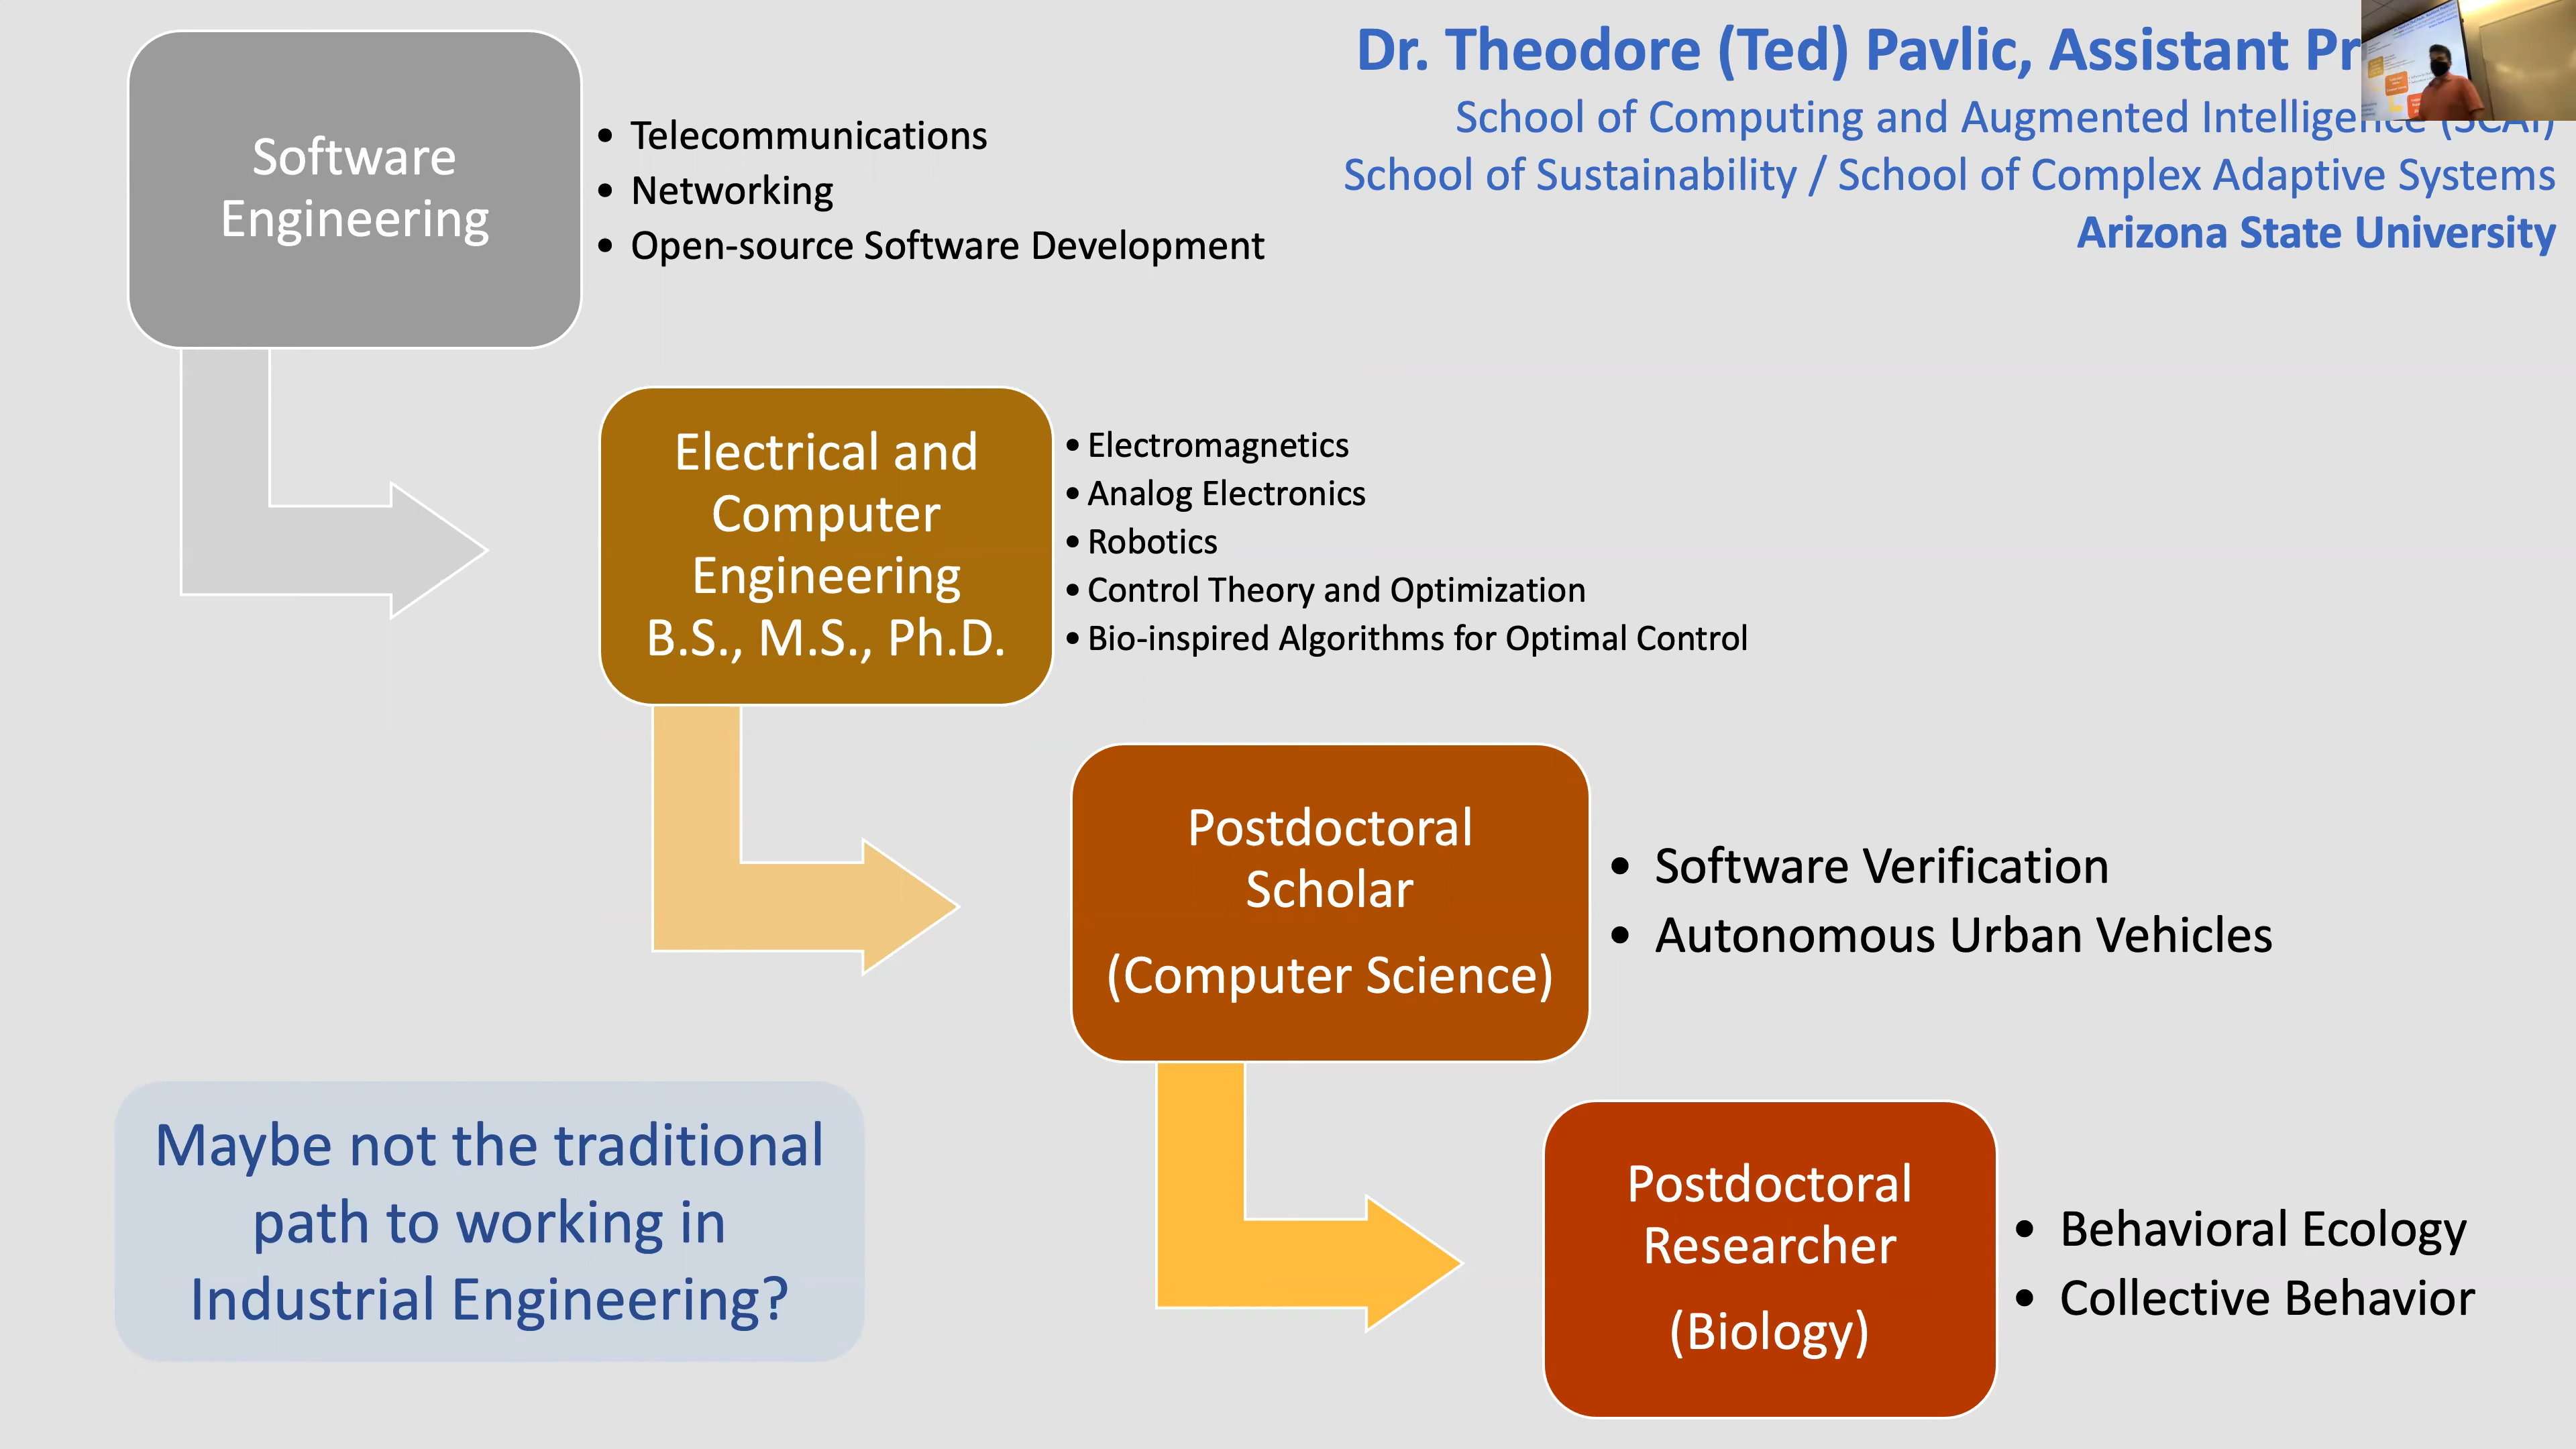 Dr. Theodore (Ted) Pavlic, Assistant
School of Computing and Augmented Intelligence (SCAI)
School of Sustainability / School of Complex Adaptive Systems
Arizona State University
Software
Engineering
• Telecommunications
• Networking
• Open-source Software Development
Electrical and
Computer
Engineering
B.S., M.S., Ph.D.
• Electromagnetics
• Analog Electronics
• Robotics
• Control Theory and Optimization
• Bio-inspired Algorithms for Optimal Control
Postdoctoral
Scholar
(Computer Science)
• Software Verification
• Autonomous Urban Vehicles
Postdoctoral
Researcher
(Biology)
• Behavioral Ecology
• Collective Behavior
Maybe not the traditional
path to working in
Industrial Engineering?